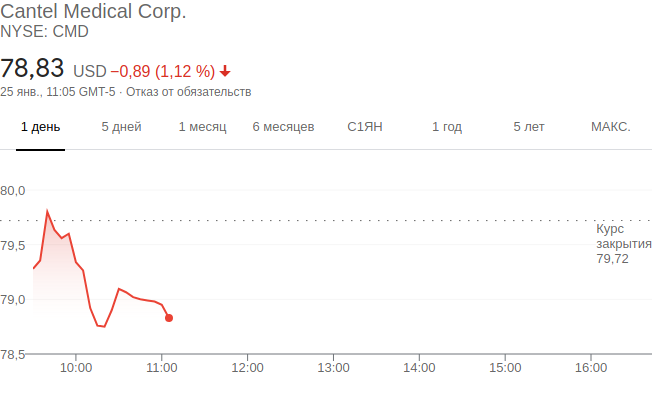 Cantel Medical Corp.
NYSE: CMD
78,83 USD −0,89 (1,12 %)
25 янв., 11:05 GMT-5 · Отказ от обязательств
1 день 5 дней 1 месяц 6 месяцев С1ЯН 1 год 5 лет МАКС.
80,0
Курс
закрытия
79,72
79,5
79,0
78,5
10:00 11:00 12:00 13:00 14:00 15:00 16:00